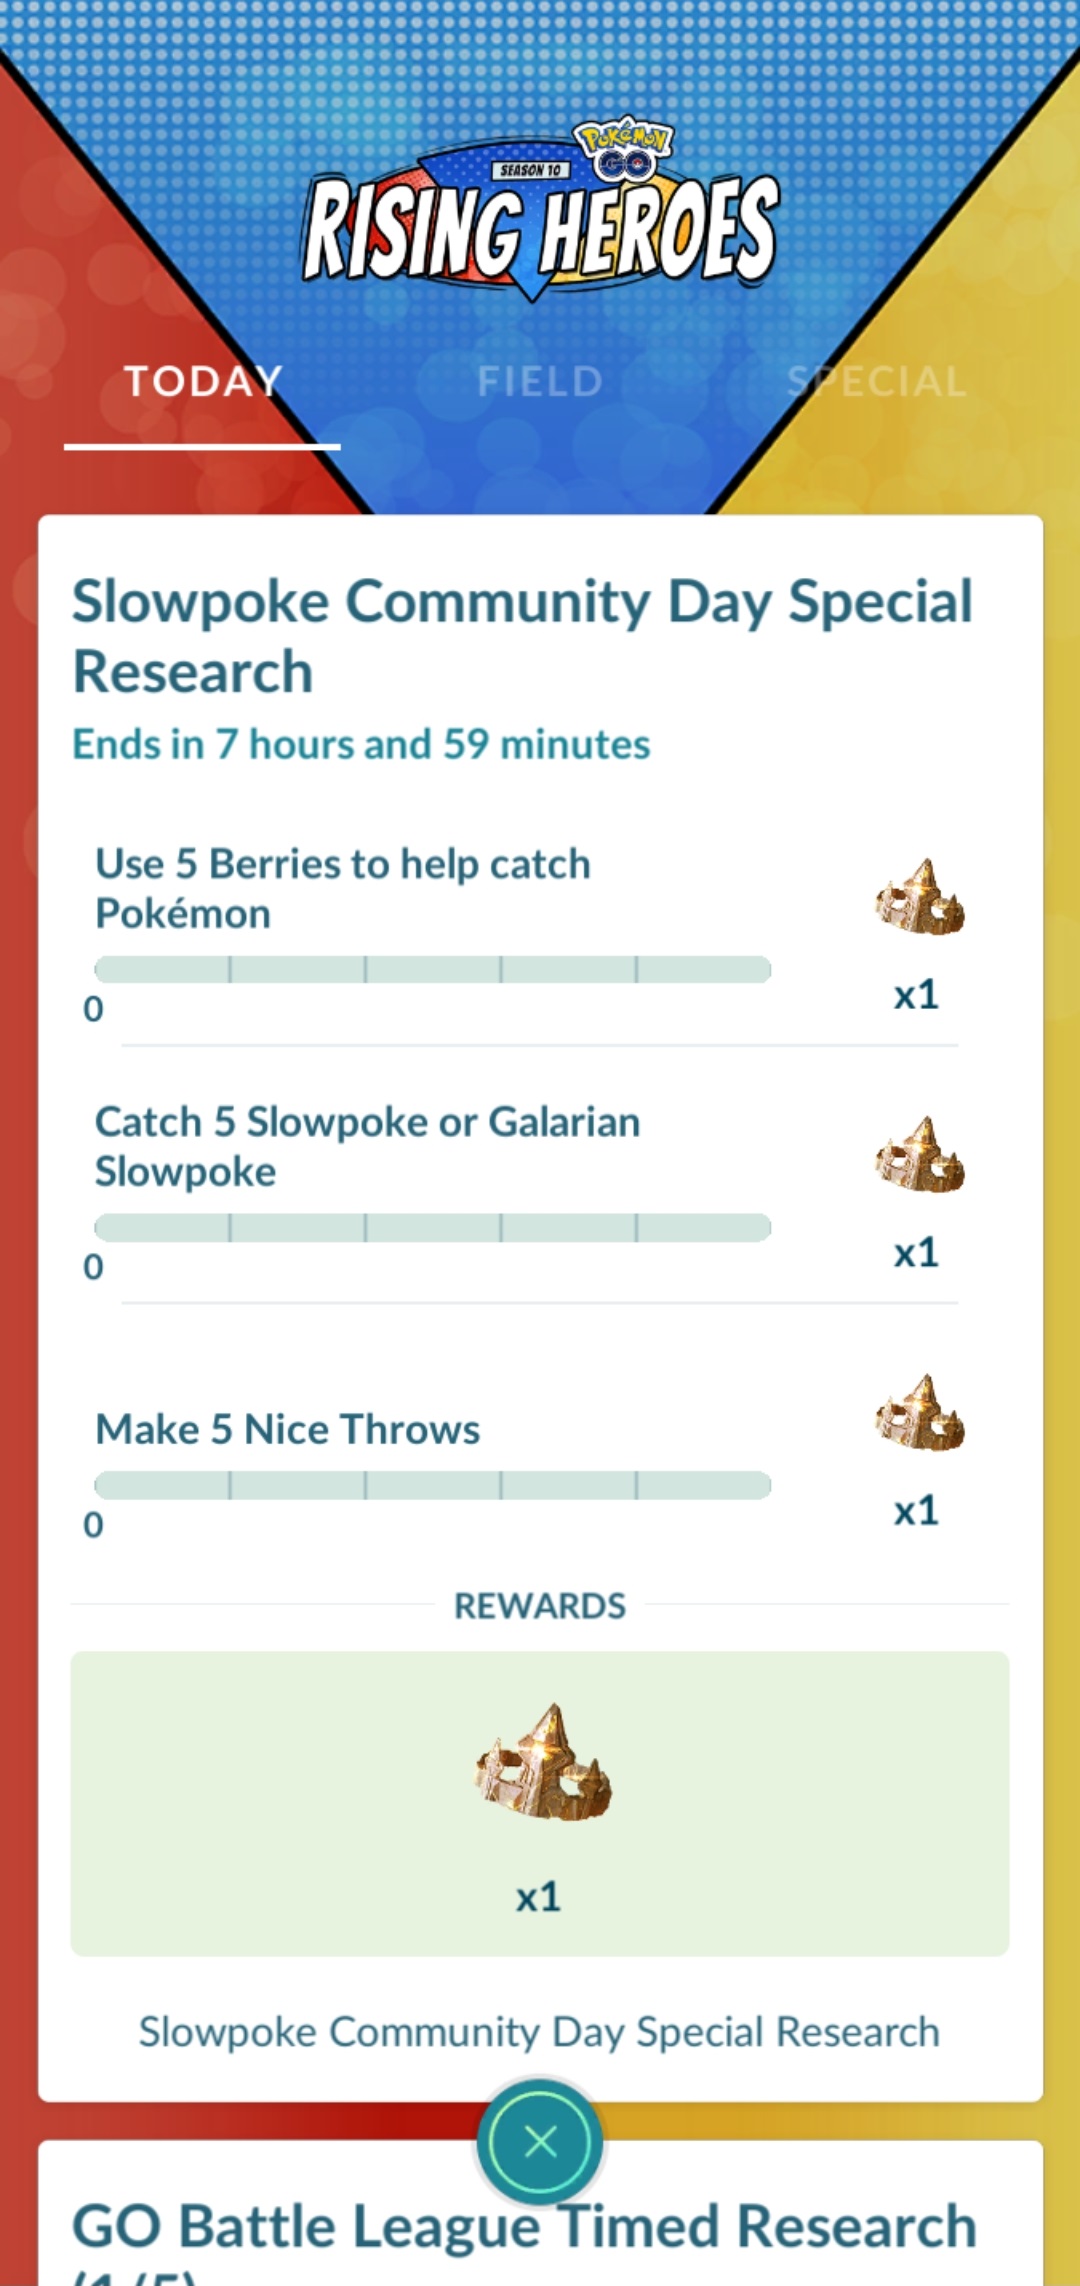 Pokémon
GO
SEASON 10
RISING HEROES
TODAY
FIELD
SPECIAL
Slowpoke Community Day Special
Research
Ends in 7 hours and 59 minutes
Use 5 Berries to help catch
Pokémon
0
x1
Catch 5 Slowpoke or Galarian
Slowpoke
0
x1
Make 5 Nice Throws
0
x1
REWARDS
x1
Slowpoke Community Day Special Research
GO Battle League Timed Research
(1/5)